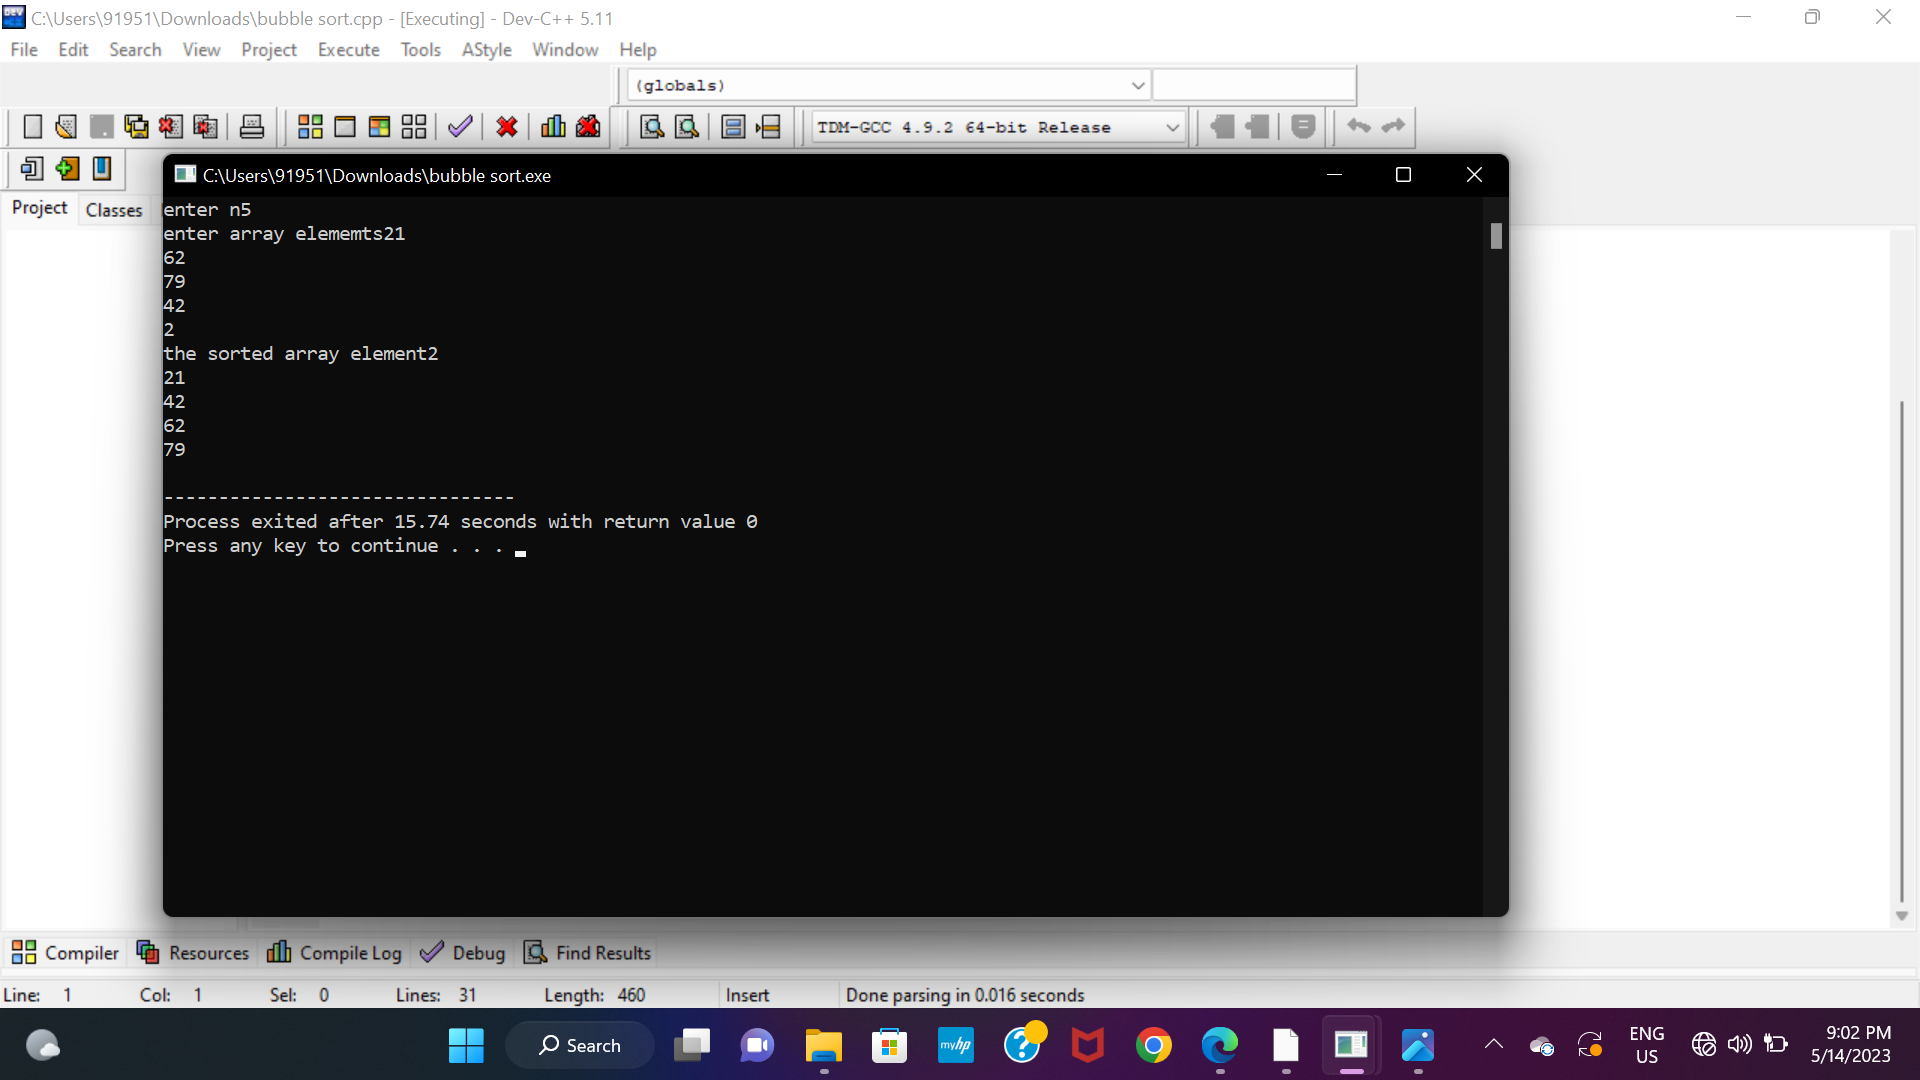 C:\Users\91951\Downloads\bubble sort.cpp - [Executing] - Dev-C++ 5.11
File Edit Search View Project Execute Tools AStyle Window Help
(globals)
TDM-GCC 4.9.2 64-bit Release
Project Classes
C:\Users\91951\Downloads\bubble sort.exe
enter n5
enter array elememts21
62
79
42
2
the sorted array element2
21
42
62
79
--------------------------------
Process exited after 15.74 seconds with return value 0
Press any key to continue . . .
Compiler Resources Compile Log Debug Find Results
Line: 1 Col: 1 Sel: 0 Lines: 31 Length: 460 Insert Done parsing in 0.016 seconds
Search
myhp
ENG
US
9:02 PM
5/14/2023